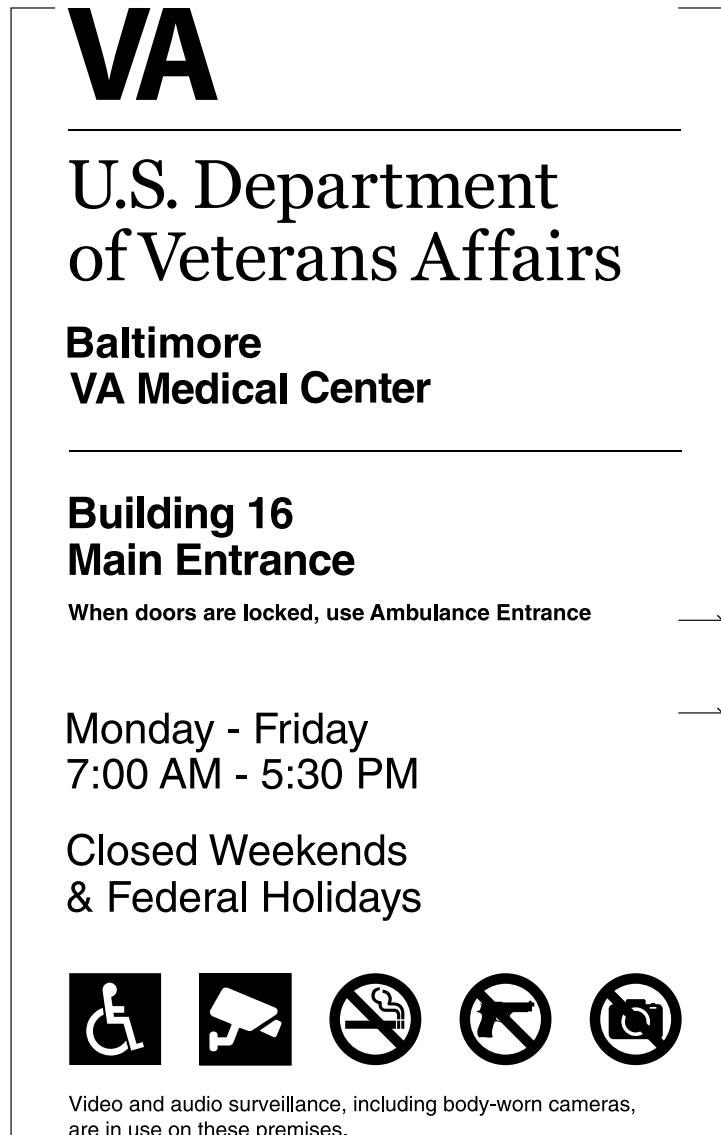 VA
U.S. Department
of Veterans Affairs
Baltimore
VA Medical Center
Building 16
Main Entrance
When doors are locked, use Ambulance Entrance
Monday - Friday
7:00 AM - 5:30 PM
Closed Weekends
& Federal Holidays
Video and audio surveillance, including body-worn cameras,
are in use on these premises.